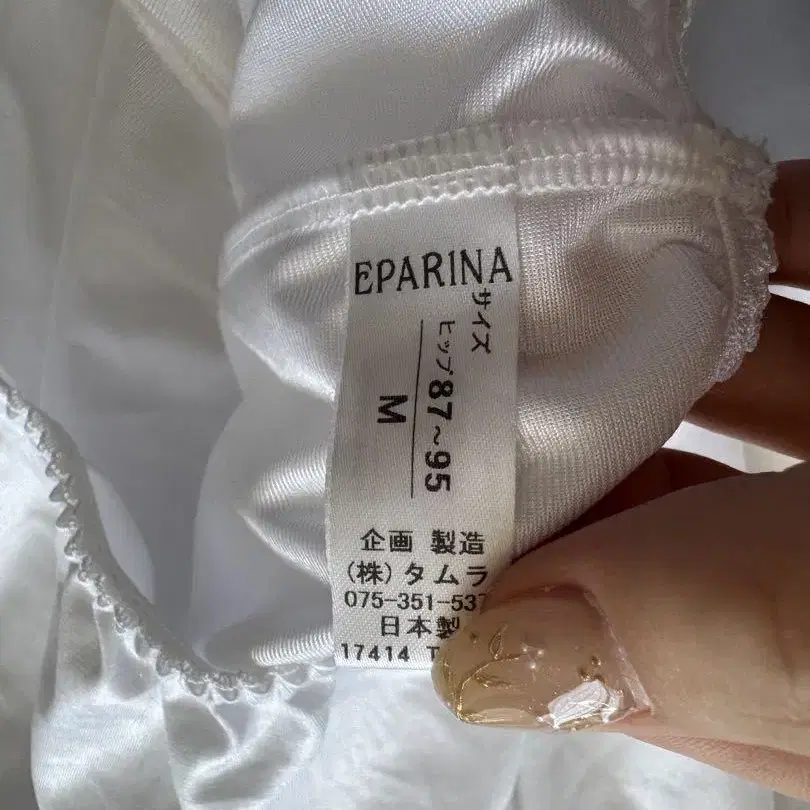 EPARINA
サイズ
ヒップ87~95
M
企画 製造
(株)タムラ
075-351-537
日本製
17414